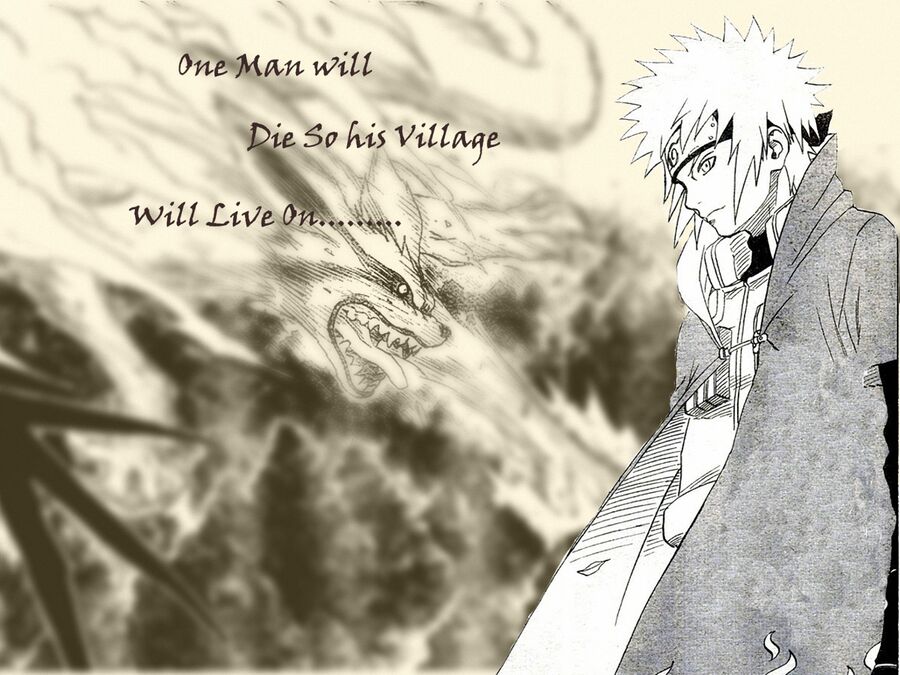 One Man will
Die So his Village
Will Live On.........